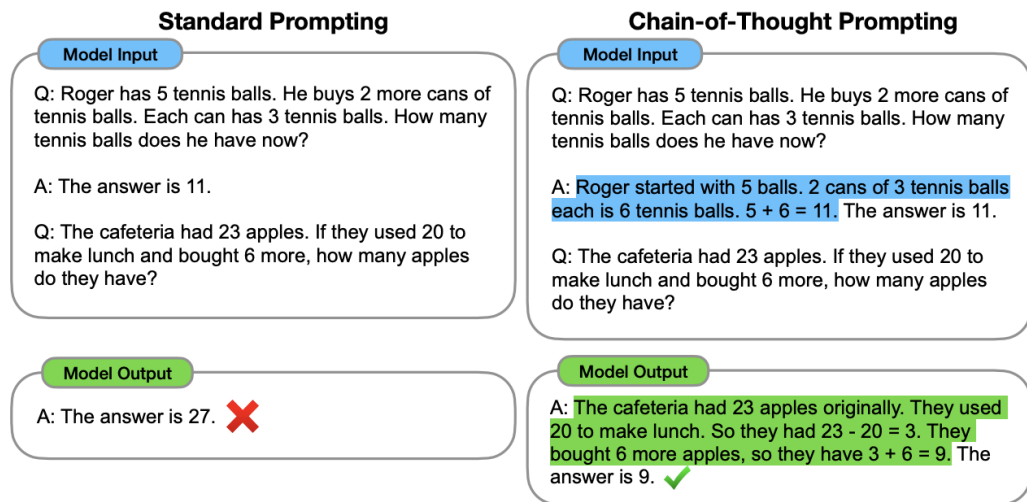 Standard Prompting
Model Input
Q: Roger has 5 tennis balls. He buys 2 more cans of
tennis balls. Each can has 3 tennis balls. How many
tennis balls does he have now?
A: The answer is 11.
Q: The cafeteria had 23 apples. If they used 20 to
make lunch and bought 6 more, how many apples
do they have?
Model Output
A: The answer is 27.
Chain-of-Thought Prompting
Model Input
Q: Roger has 5 tennis balls. He buys 2 more cans of
tennis balls. Each can has 3 tennis balls. How many
tennis balls does he have now?
A: Roger started with 5 balls. 2 cans of 3 tennis balls
each is 6 tennis balls. 5 + 6 = 11. The answer is 11.
Q: The cafeteria had 23 apples. If they used 20 to
make lunch and bought 6 more, how many apples
do they have?
Model Output
A: The cafeteria had 23 apples originally. They used
20 to make lunch. So they had 23 - 20 = 3. They
bought 6 more apples, so they have 3 + 6 = 9. The
answer is 9.